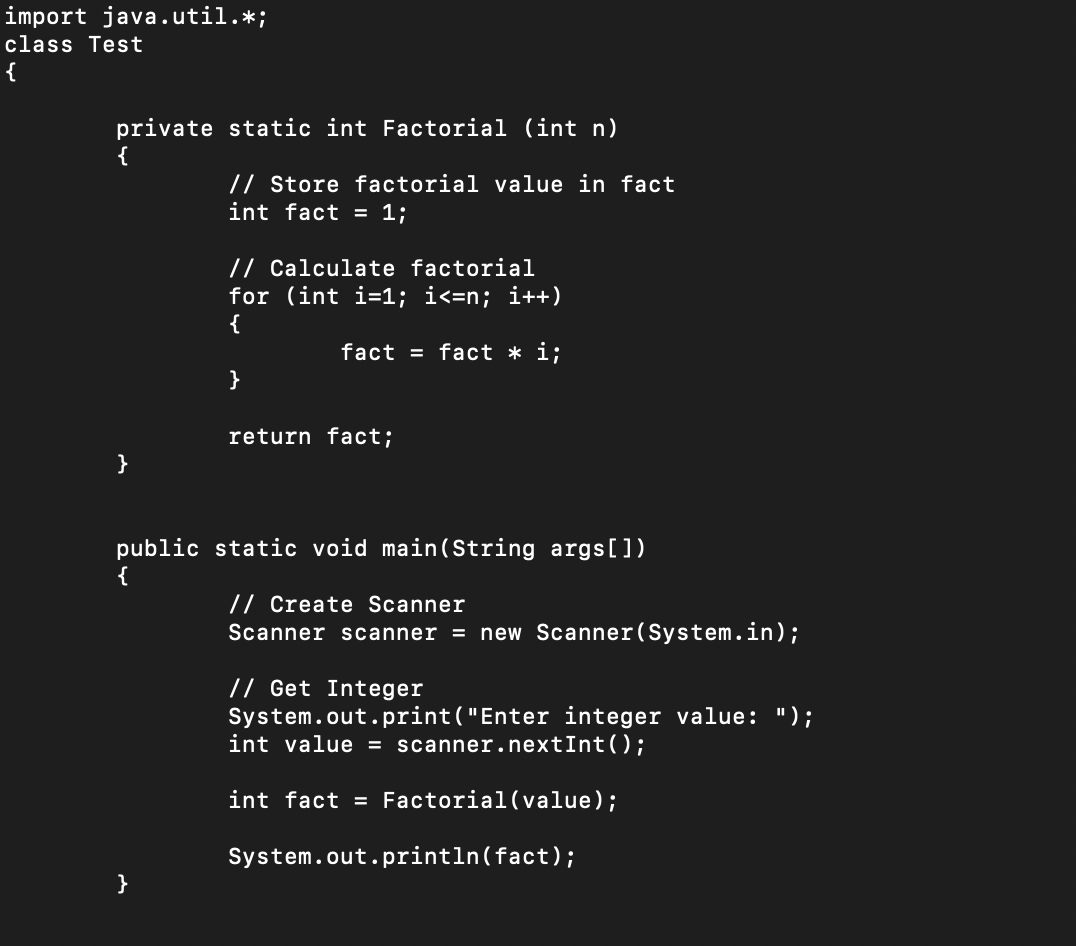 import java.util.*;
class Test
{
private static int Factorial (int n)
{
// Store factorial value in fact
int fact = 1;
// Calculate factorial
for (int i=1; i<=n; i++)
{
fact = fact * i;
}
return fact;
}
public static void main(String args[])
{
// Create Scanner
Scanner scanner = new Scanner(System.in);
// Get Integer
System.out.print("Enter integer value: ");
int value = scanner.nextInt();
int fact = Factorial(value);
System.out.println(fact);
}